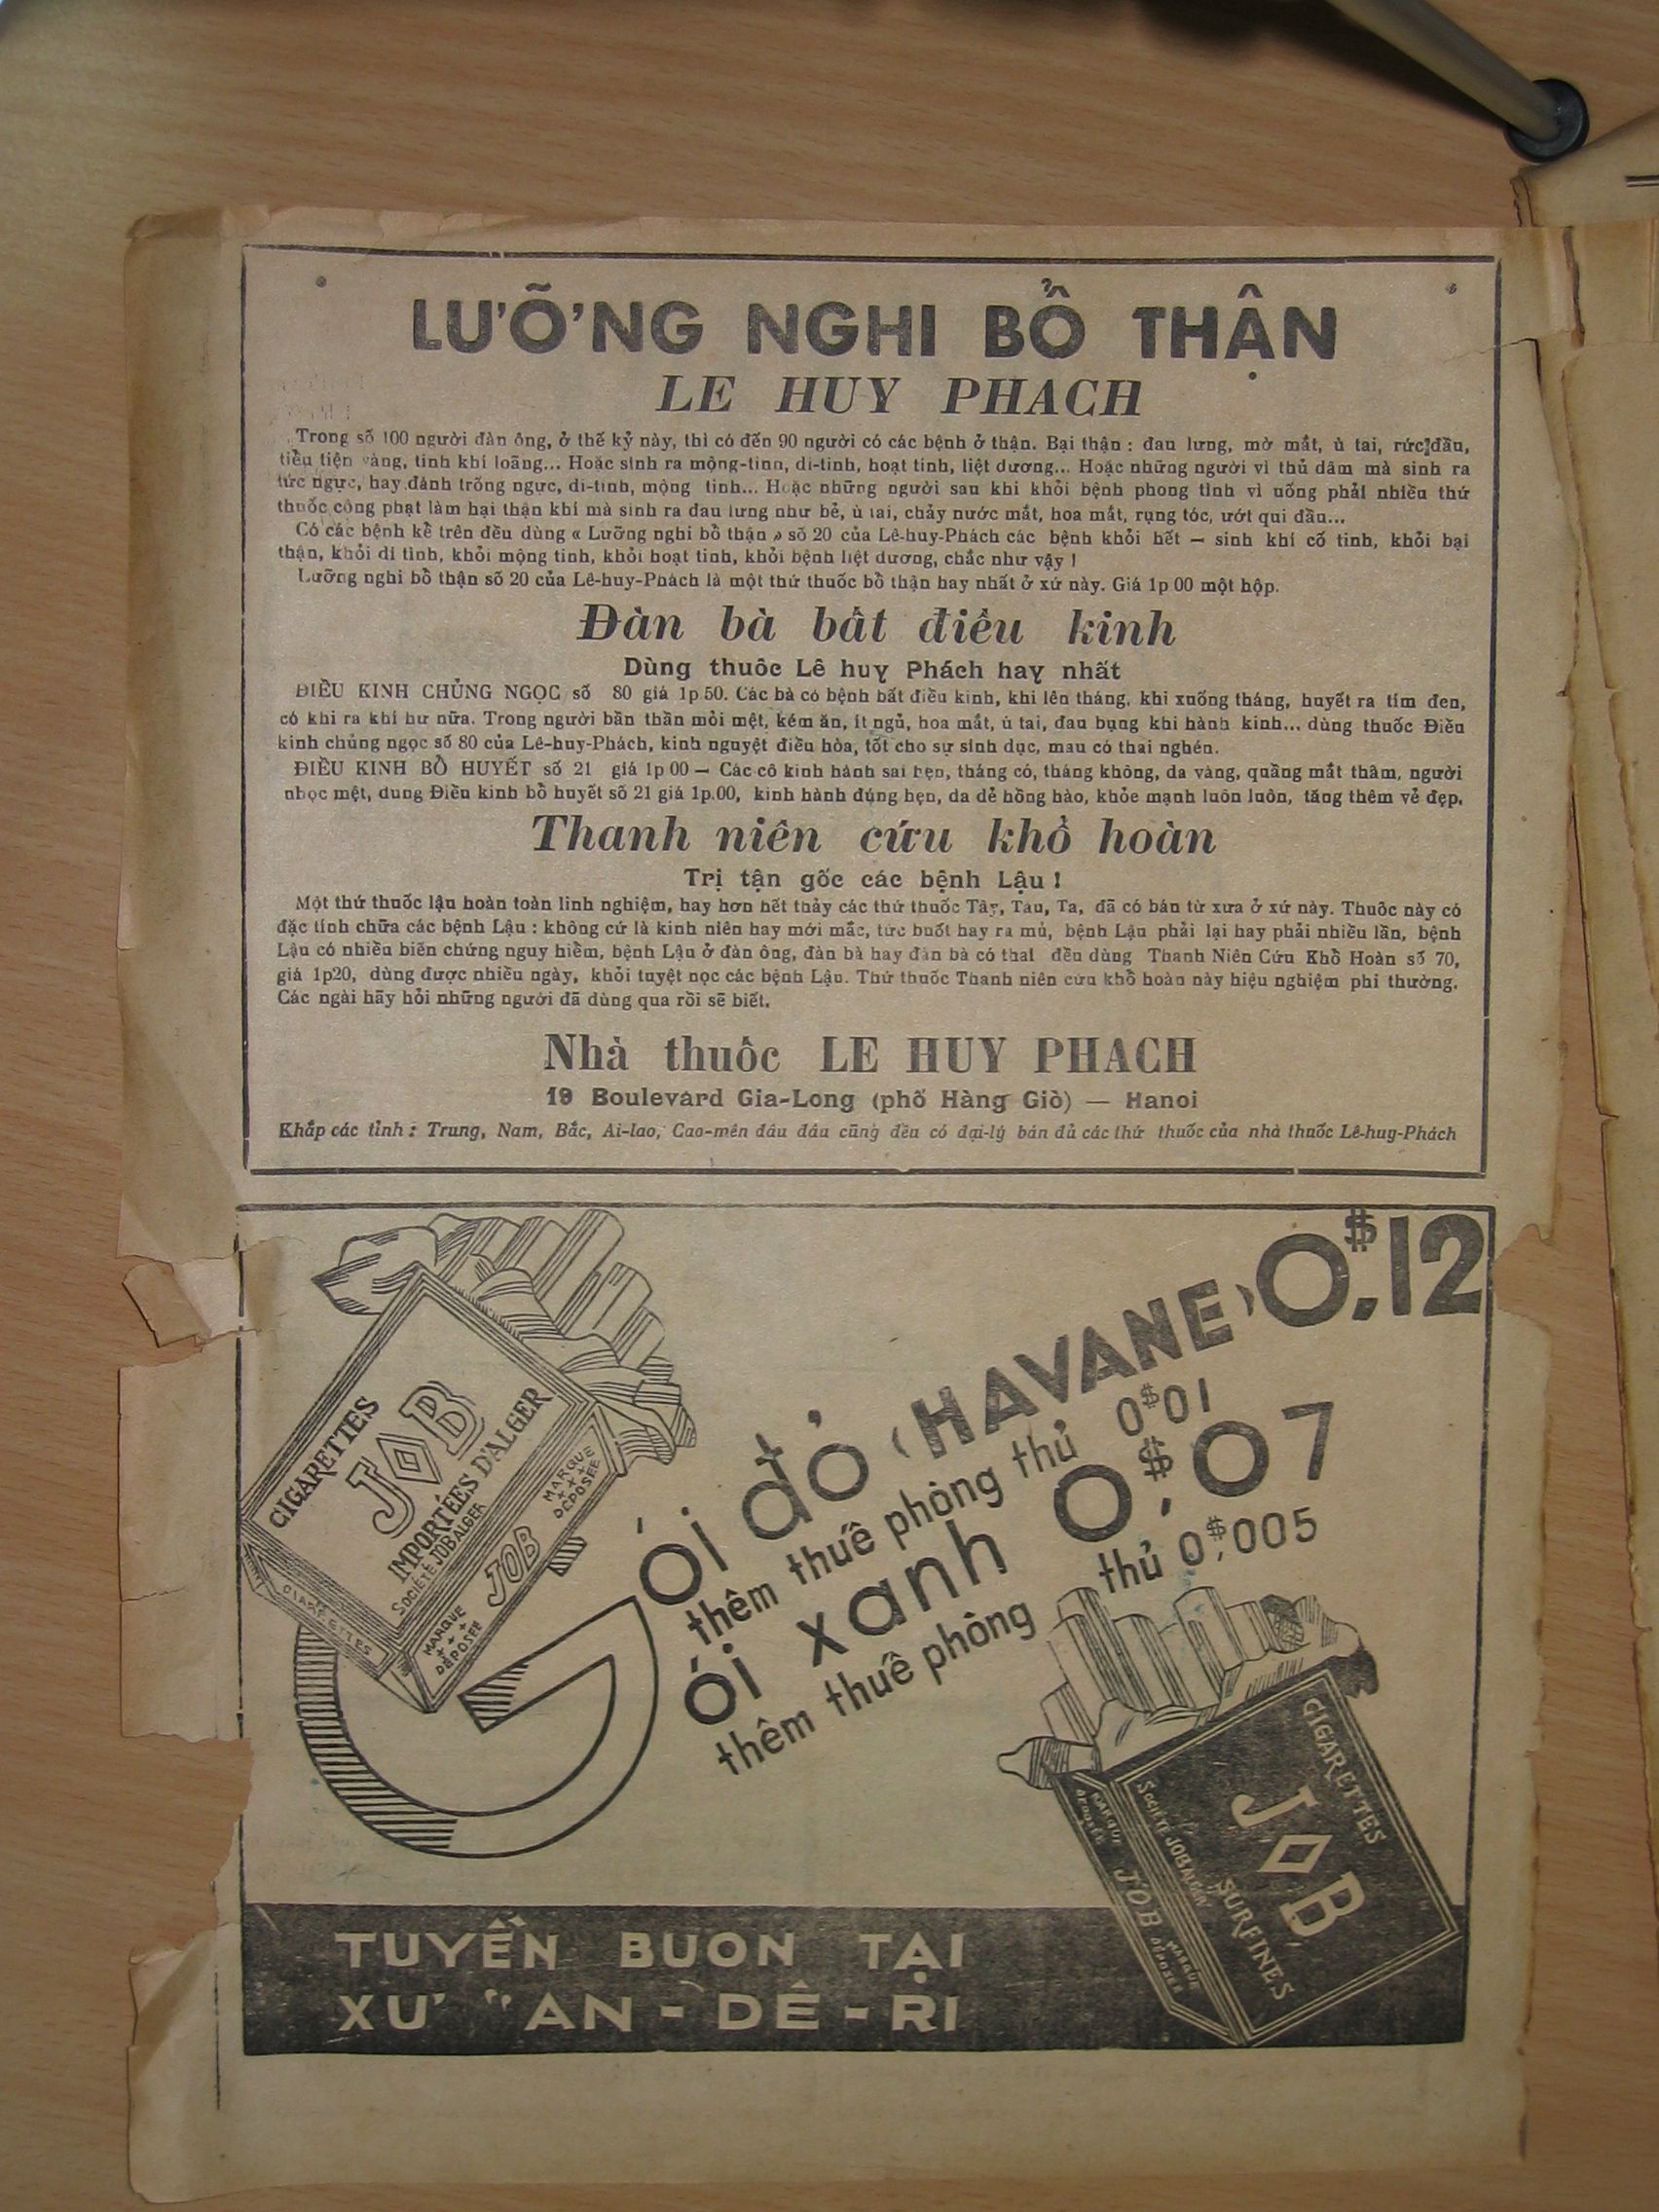 LƯỠNG NGHI BỔ THẬN
LE HUY PHACH
Trong số 100 người đàn ông, ở thế kỷ này, thì có đến 90 người có các bệnh ở thận. Bại thận : đau lưng, mờ mắt, ù tai, rức đầu,
tiểu tiện vàng, tinh khí loãng... Hoặc sinh ra mộng-tinh, di-tinh, hoạt tinh, liệt dương... Hoặc những người vì thủ dâm mà sinh ra
tức ngực, hay đánh trống ngực, di-tinh, mộng tinh... Hoặc những người sau khi khỏi bệnh phong tình vì uống phải nhiều thứ
thuốc công phạt làm hại thận khí mà sinh ra đau lưng như bẻ, ù tai, chảy nước mắt, hoa mắt, rụng tóc, ướt qui đầu...
Có các bệnh kể trên đều dùng « Lưỡng nghi bổ thận » số 20 của Lê-huy-Phách các bệnh khỏi hết — sinh khí cố tinh, khỏi bại
thận, khỏi di tinh, khỏi mộng tinh, khỏi hoạt tinh, khỏi bệnh liệt dương, chắc như vậy !
Lưỡng nghi bổ thận số 20 của Lê-huy-Phách là một thứ thuốc bổ thận hay nhất ở xứ này. Giá 1p 00 một hộp.
Đàn bà bất điều kinh
Dùng thuốc Lê huy Phách hay nhất
ĐIỀU KINH CHỦNG NGỌC số 80 giá 1p 50. Các bà có bệnh bất điều kinh, khi lên tháng, khi xuống tháng, huyết ra tím đen,
có khi ra khí hư nữa. Trong người bần thần mỏi mệt, kém ăn, ít ngủ, hoa mắt, ù tai, đau bụng khi hành kinh... dùng thuốc Điều
kinh chủng ngọc số 80 của Lê-huy-Phách, kinh nguyệt điều hòa, tốt cho sự sinh dục, mau có thai nghén.
ĐIỀU KINH BỔ HUYẾT số 21 giá 1p 00 — Các cô kinh hành sai hẹn, tháng có, tháng không, da vàng, quầng mắt thâm, người
nhọc mệt, dung Điều kinh bổ huyết số 21 giá 1p.00, kinh hành đúng hẹn, da dẻ hồng hào, khỏe mạnh luôn luôn, tăng thêm vẻ đẹp.
Thanh niên cứu khổ hoàn
Trị tận gốc các bệnh Lậu !
Một thứ thuốc lậu hoàn toàn linh nghiệm, hay hơn hết thảy các thứ thuốc Tây, Tàu, Ta, đã có bán từ xưa ở xứ này. Thuốc này có
đặc tính chữa các bệnh Lậu : không cứ là kinh niên hay mới mắc, tức buốt hay ra mủ, bệnh Lậu phải lại hay phải nhiều lần, bệnh
Lậu có nhiều biến chứng nguy hiểm, bệnh Lậu ở đàn ông, đàn bà hay đàn bà có thai đều dùng Thanh Niên Cứu Khổ Hoàn số 70,
giá 1p20, dùng được nhiều ngày, khỏi tuyệt nọc các bệnh Lậu. Thứ thuốc Thanh niên cứu khổ hoàn này hiệu nghiệm phi thường.
Các ngài hãy hỏi những người đã dùng qua rồi sẽ biết.
Nhà thuốc LE HUY PHACH
19 Boulevard Gia-Long (phố Hàng Giò) — Hanoi
Khắp các tỉnh : Trung, Nam, Bắc, Ai-lao, Cao-mên đâu đâu cũng đều có đại-lý bán đủ các thứ thuốc của nhà thuốc Lê-huy-Phách
CIGARETTES
JOB
IMPORTÉES D'ALGER
SOCIÉTÉ JOB ALGER
CIGARETTES
MARQUE DÉPOSÉE
JOB
MARQUE DÉPOSÉE
Gói đỏ (HAVANE) 0$,12
thêm thuế phòng thủ 0$01
Gói xanh 0$,07
thêm thuế phòng thủ 0$,005
CIGARETTES
JOB
SURFINES
SOCIÉTÉ JOB ALGER
MARQUE DÉPOSÉE
JOB
MARQUE DÉPOSÉE
TUYỂN BUON TẠI
XƯ' "AN-DÊ-RI